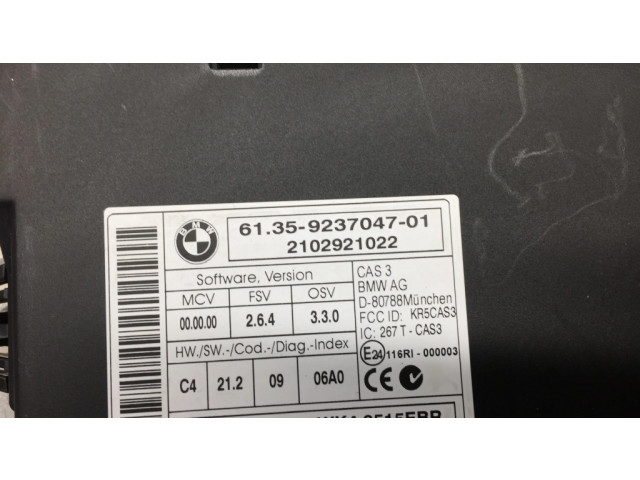 BMW
61.35-9237047-01
2102921022
Software, Version
MCV FSV OSV
00.00.00 2.6.4 3.3.0
HW./SW.-/Cod.-/Diag.-Index
C4 21.2 09 06A0
CAS 3
BMW AG
D-80788München
FCC ID: KR5CAS3
IC: 267 T - CAS3
E24 116RI - 000003
CE